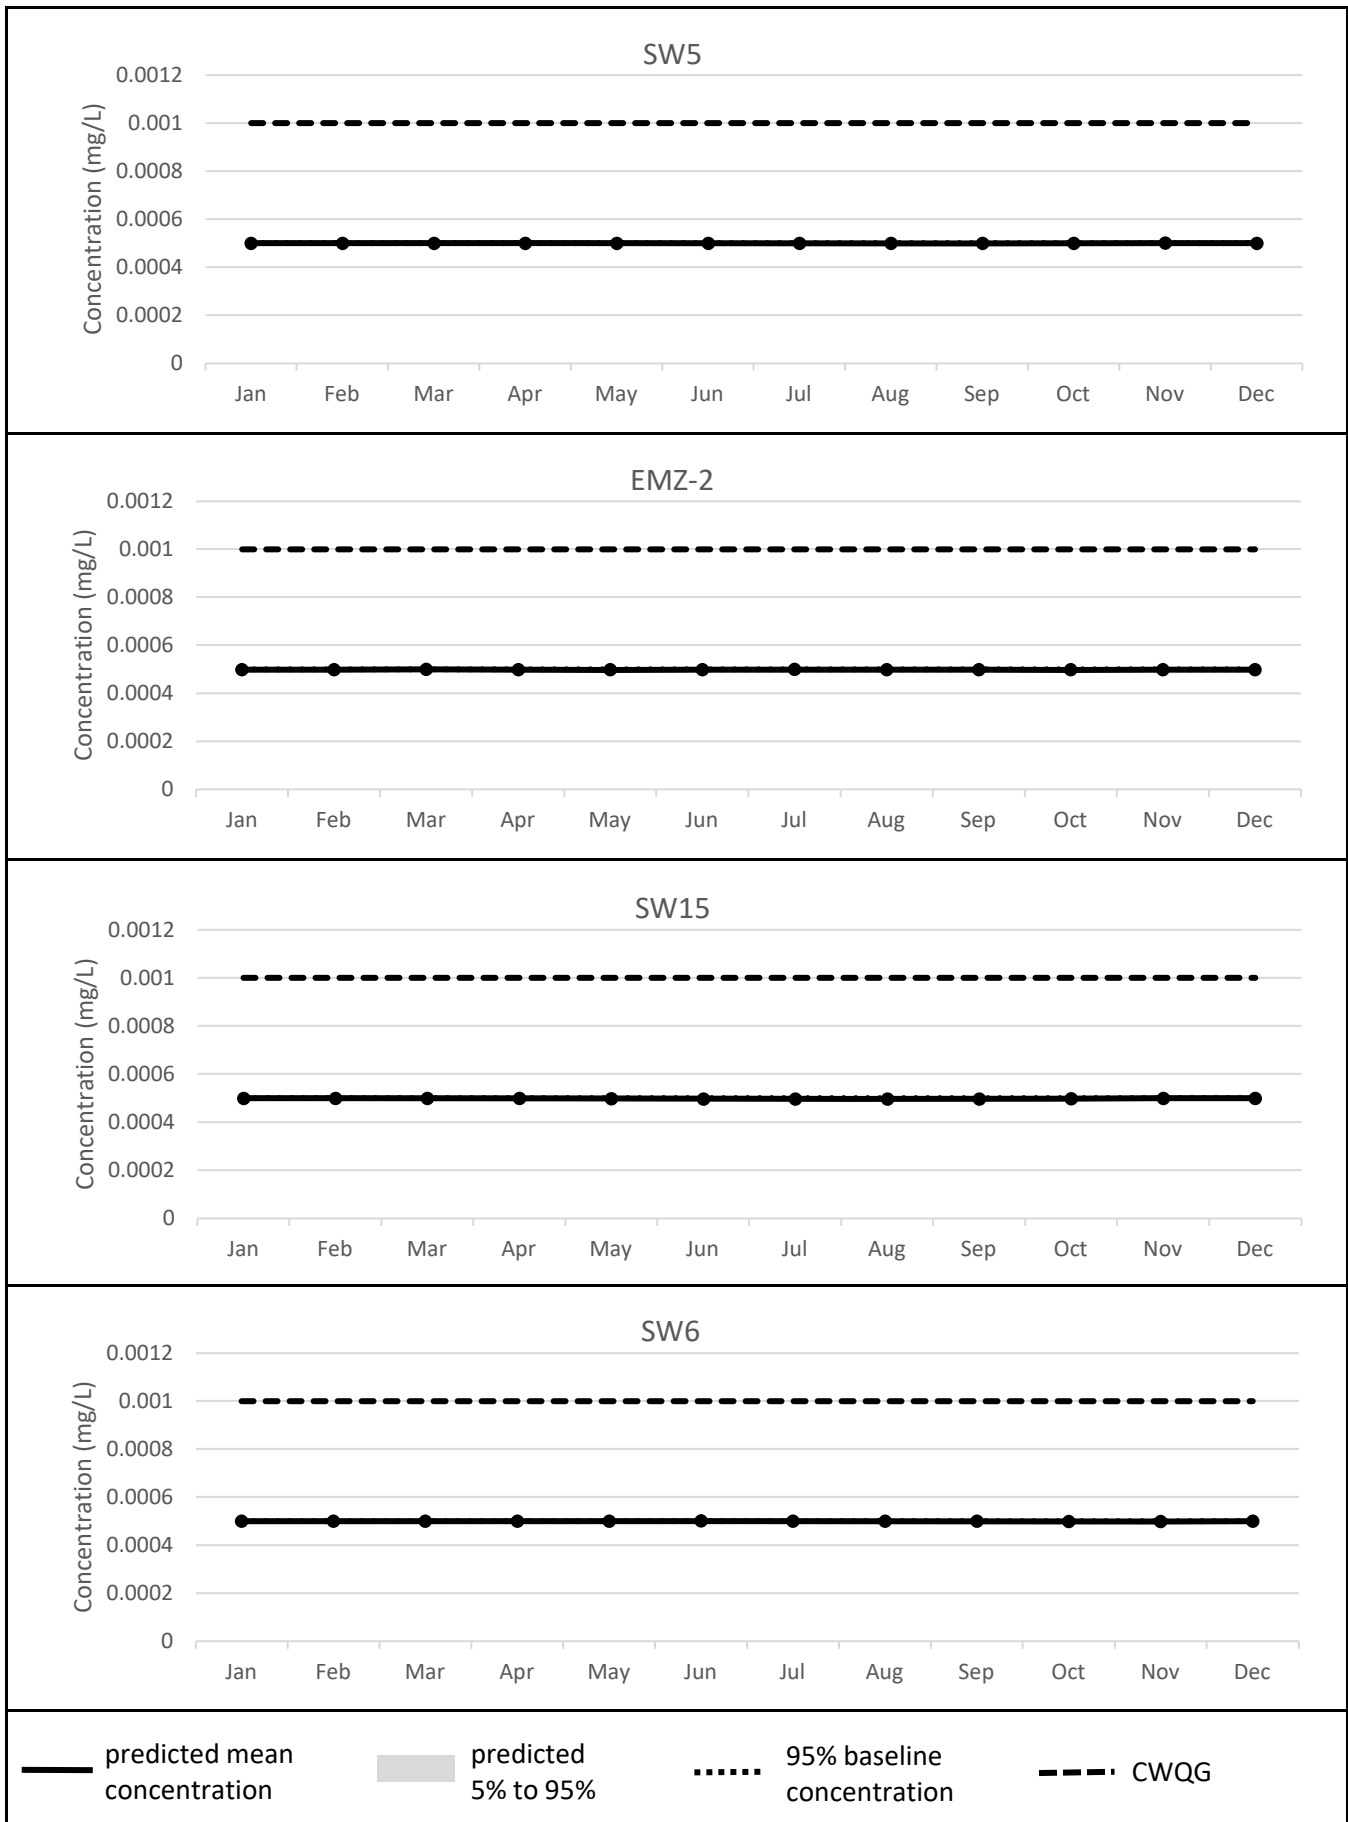 SW5
Concentration (mg/L)
0.0012
0.001
0.0008
0.0006
0.0004
0.0002
0
Jan Feb Mar Apr May Jun Jul Aug Sep Oct Nov Dec
EMZ-2
Concentration (mg/L)
0.0012
0.001
0.0008
0.0006
0.0004
0.0002
0
Jan Feb Mar Apr May Jun Jul Aug Sep Oct Nov Dec
SW15
Concentration (mg/L)
0.0012
0.001
0.0008
0.0006
0.0004
0.0002
0
Jan Feb Mar Apr May Jun Jul Aug Sep Oct Nov Dec
SW6
Concentration (mg/L)
0.0012
0.001
0.0008
0.0006
0.0004
0.0002
0
Jan Feb Mar Apr May Jun Jul Aug Sep Oct Nov Dec
predicted mean
concentration
predicted
5% to 95%
95% baseline
concentration
CWQG